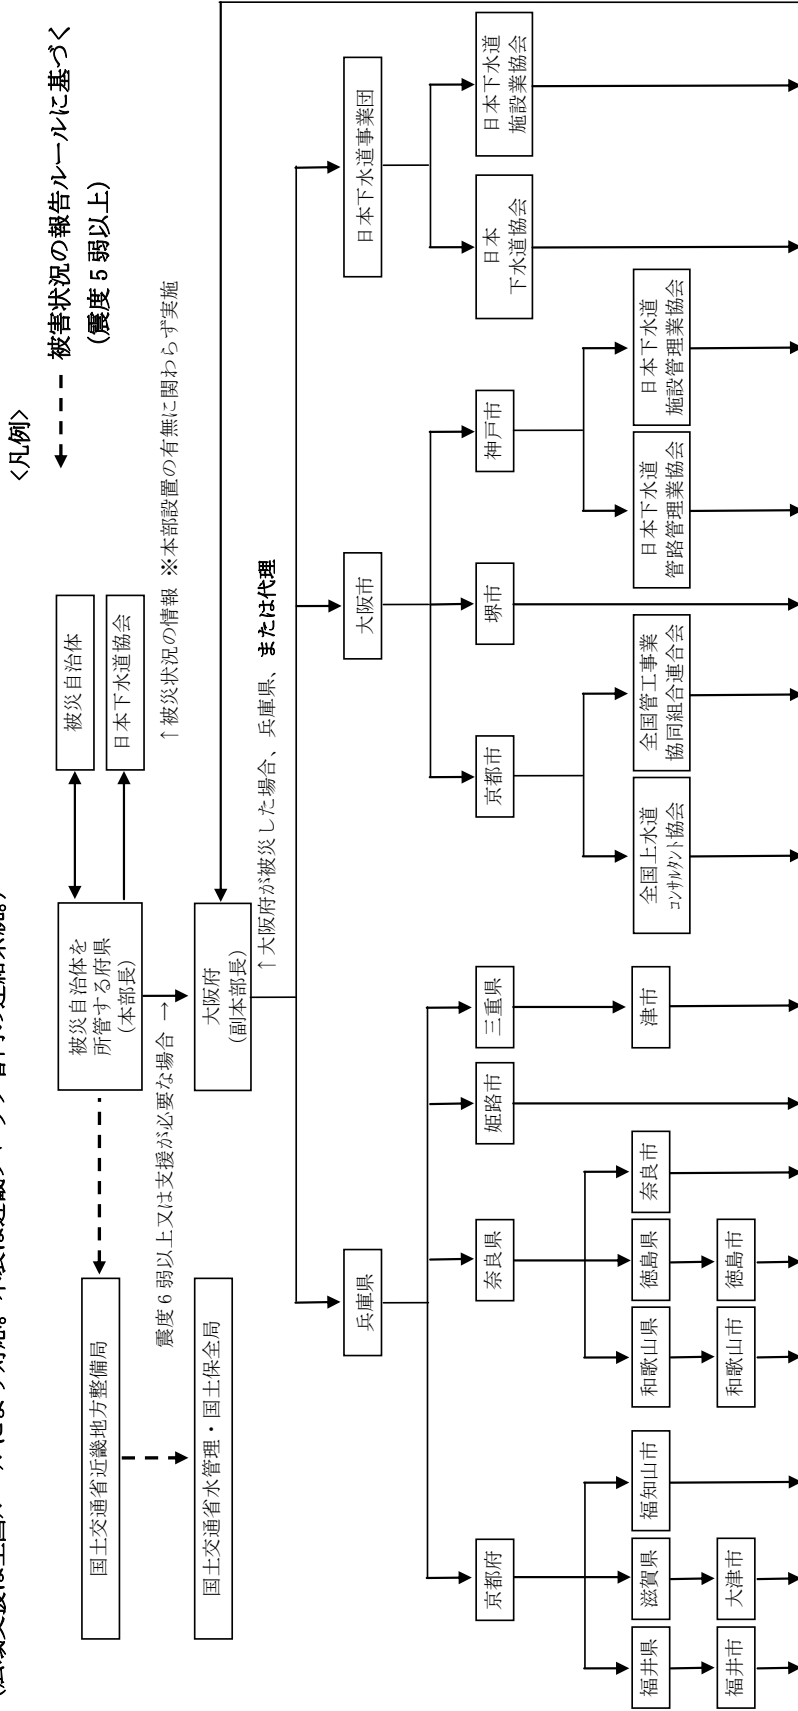 <凡例>
被害状況の報告ルールに基づく
(震度5弱以上)
被災自治体を
所管する府県
(本部長)
被災自治体
日本下水道協会
国土交通省近畿地方整備局
震度6弱以上又は支援が必要な場合 →
↑被災状況の情報 ※本部設置の有無に関わらず実施
国土交通省水管理・国土保全局
大阪府
(副本部長)
↑大阪府が被災した場合、兵庫県、または代理
兵庫県
大阪市
日本下水道事業団
京都府
奈良県
姫路市
三重県
京都市
堺市
神戸市
日本
下水道協会
日本下水道
施設業協会
福井県
滋賀県
福知山市
和歌山県
徳島県
奈良市
津市
全国上水道
コンサルタント協会
全国管工事業
協同組合連合会
日本下水道
管路管理業協会
日本下水道
施設管理業協会
福井市
大津市
和歌山市
徳島市